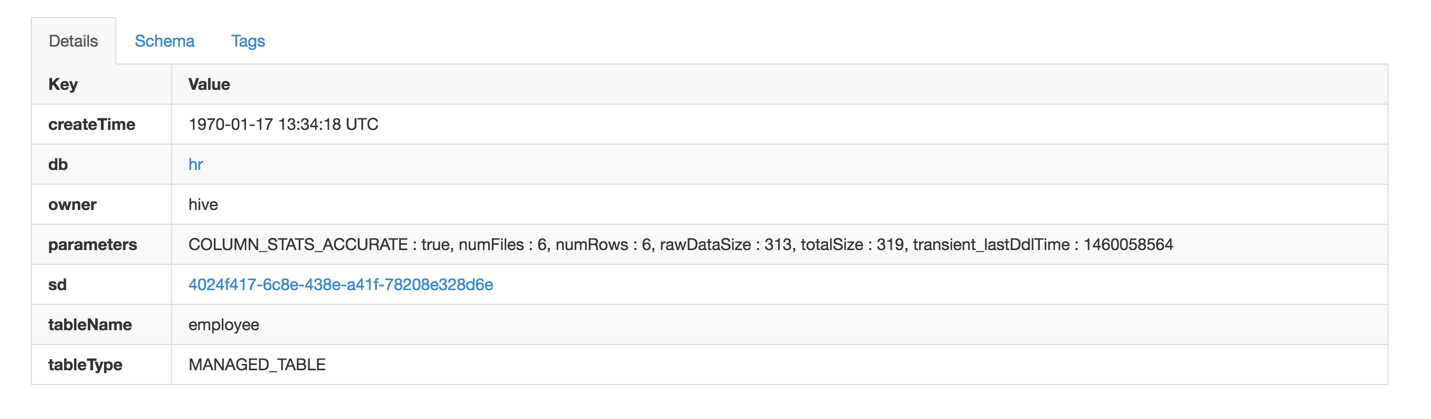 Details Schema Tags
Key Value
createTime 1970-01-17 13:34:18 UTC
db hr
owner hive
parameters COLUMN_STATS_ACCURATE : true, numFiles : 6, numRows : 6, rawDataSize : 313, totalSize : 319, transient_lastDdlTime : 1460058564
sd 4024f417-6c8e-438e-a41f-78208e328d6e
tableName employee
tableType MANAGED_TABLE